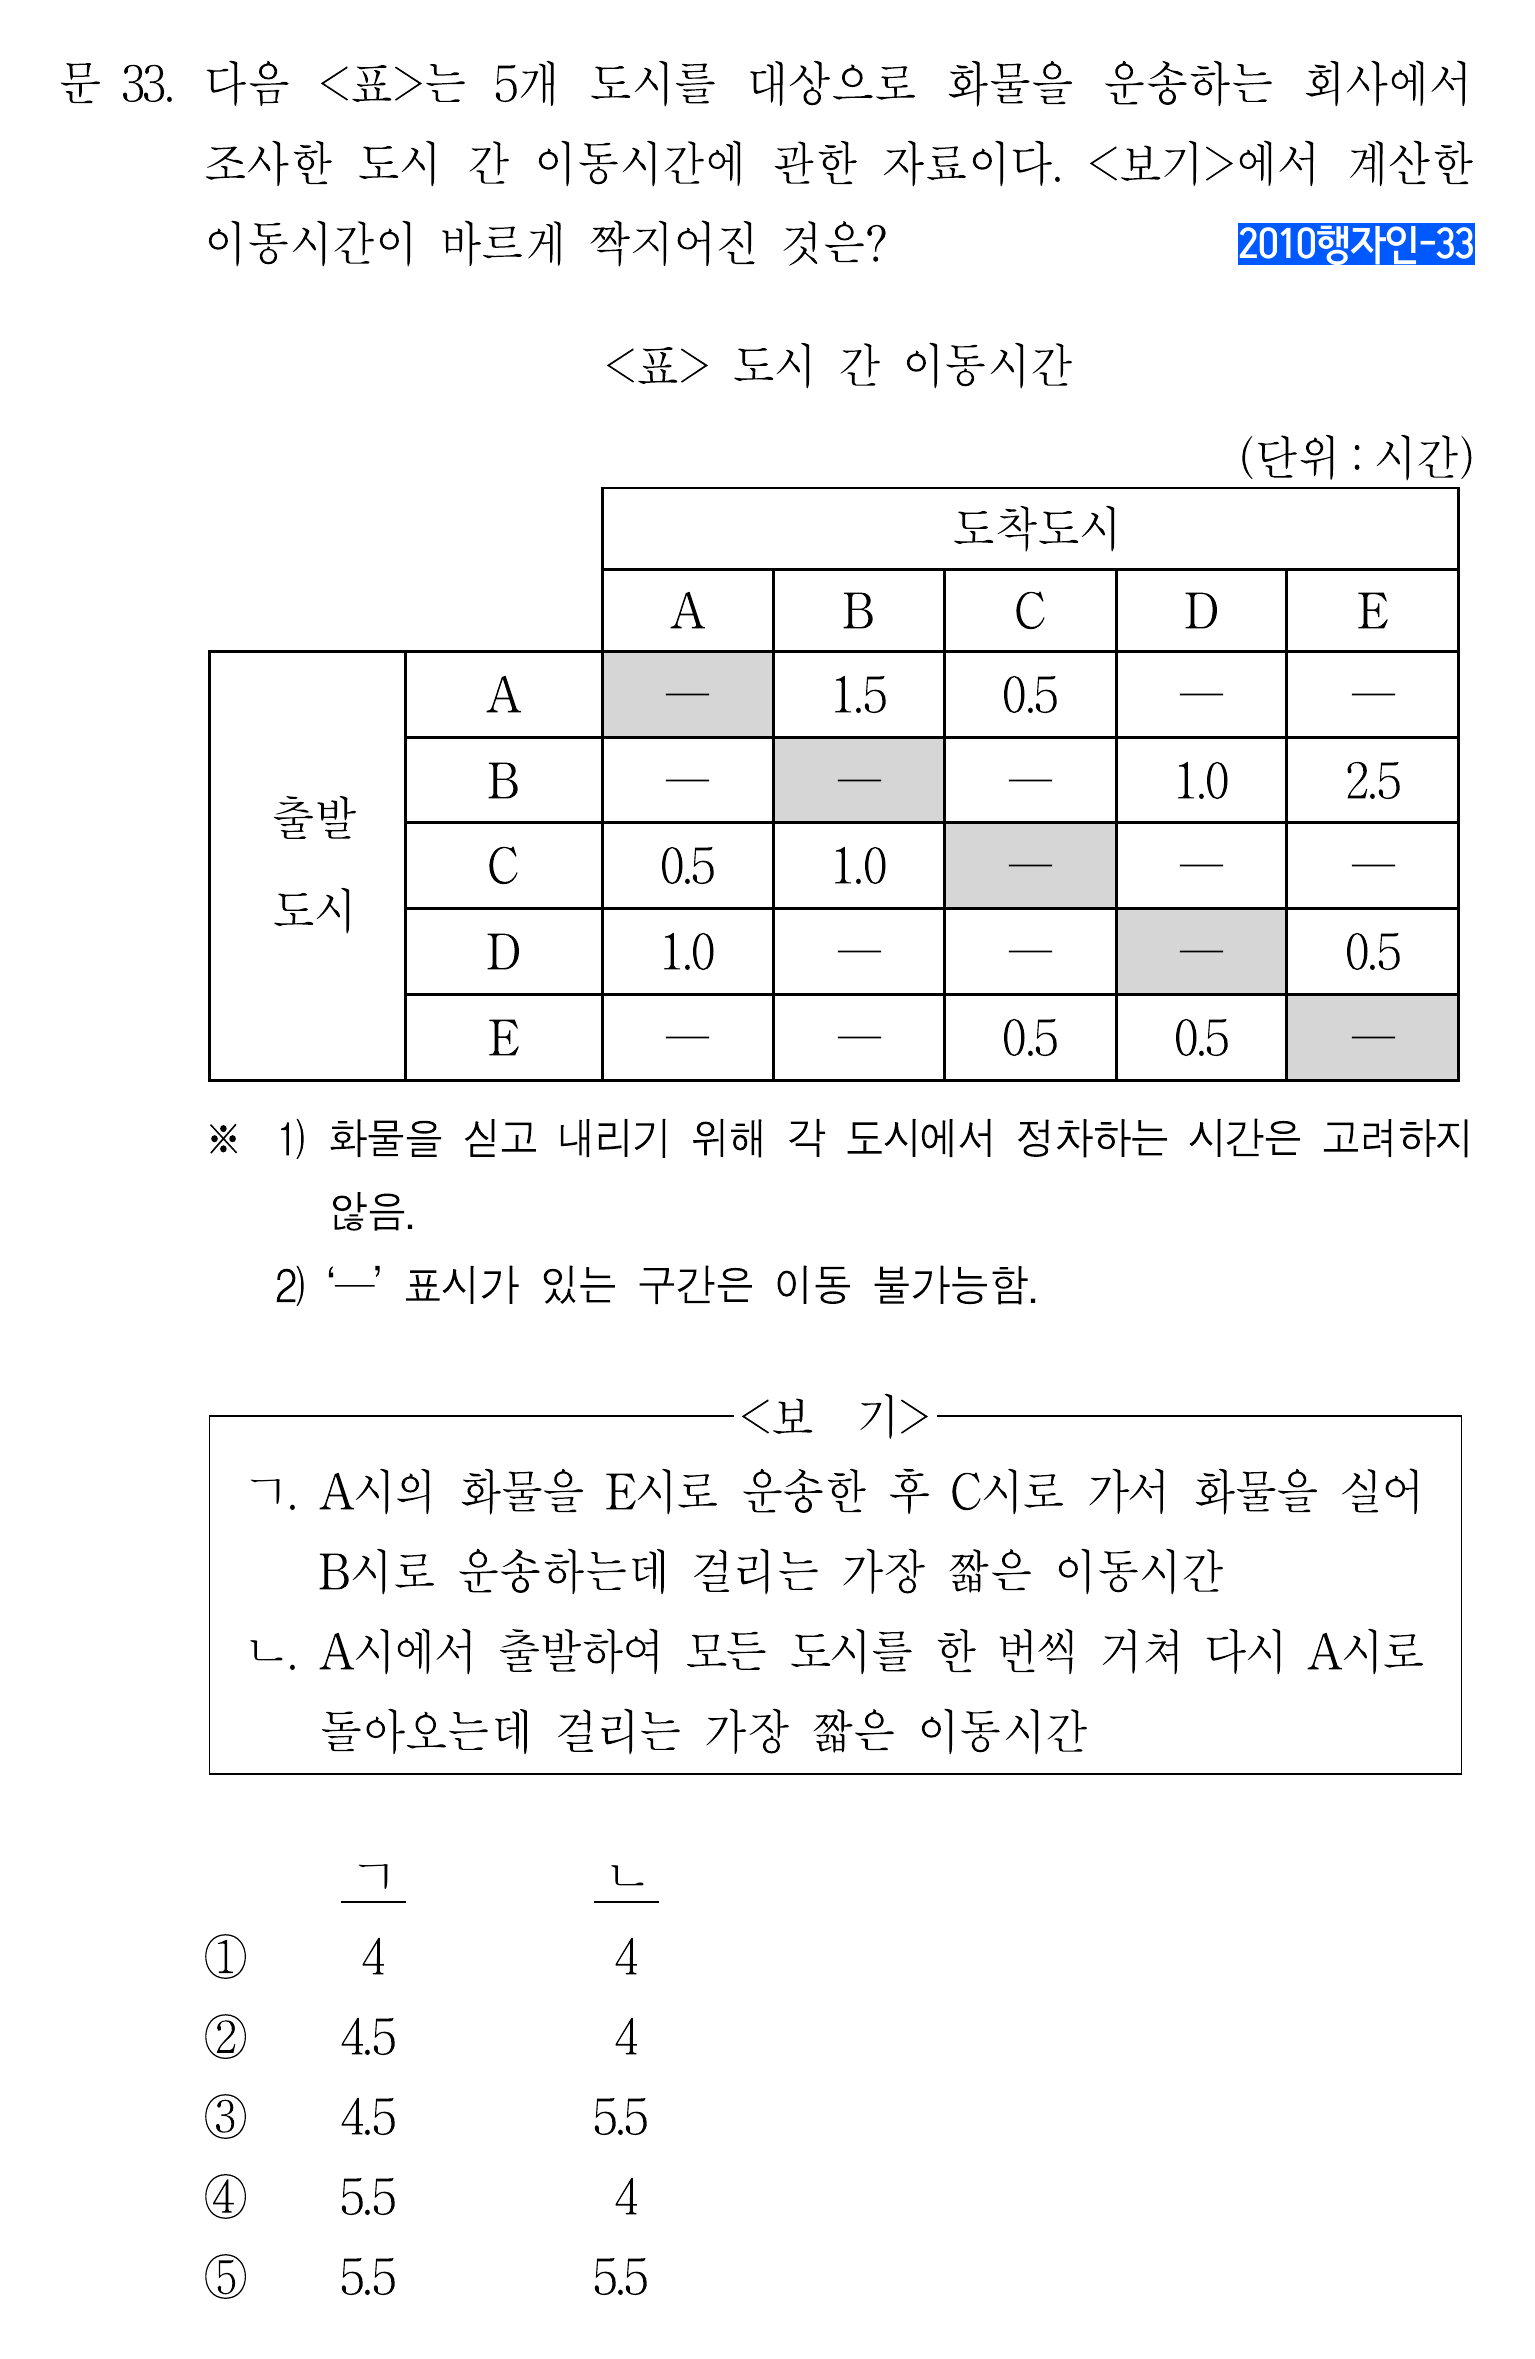 문 33. 다음 <표>는 5개 도시를 대상으로 화물을 운송하는 회사에서
조사한 도시 간 이동시간에 관한 자료이다. <보기>에서 계산한
이동시간이 바르게 짝지어진 것은? 2010행자인-33
<표> 도시 간 이동시간
(단위 : 시간)
도착도시
A B C D E
출발
도시
A — 1.5 0.5 — —
B — — — 1.0 2.5
C 0.5 1.0 — — —
D 1.0 — — — 0.5
E — — 0.5 0.5 —
※ 1) 화물을 싣고 내리기 위해 각 도시에서 정차하는 시간은 고려하지
않음.
2) ‘—’ 표시가 있는 구간은 이동 불가능함.
<보 기>
ㄱ. A시의 화물을 E시로 운송한 후 C시로 가서 화물을 실어
B시로 운송하는데 걸리는 가장 짧은 이동시간
ㄴ. A시에서 출발하여 모든 도시를 한 번씩 거쳐 다시 A시로
돌아오는데 걸리는 가장 짧은 이동시간
ㄱ ㄴ
① 4 4
② 4.5 4
③ 4.5 5.5
④ 5.5 4
⑤ 5.5 5.5